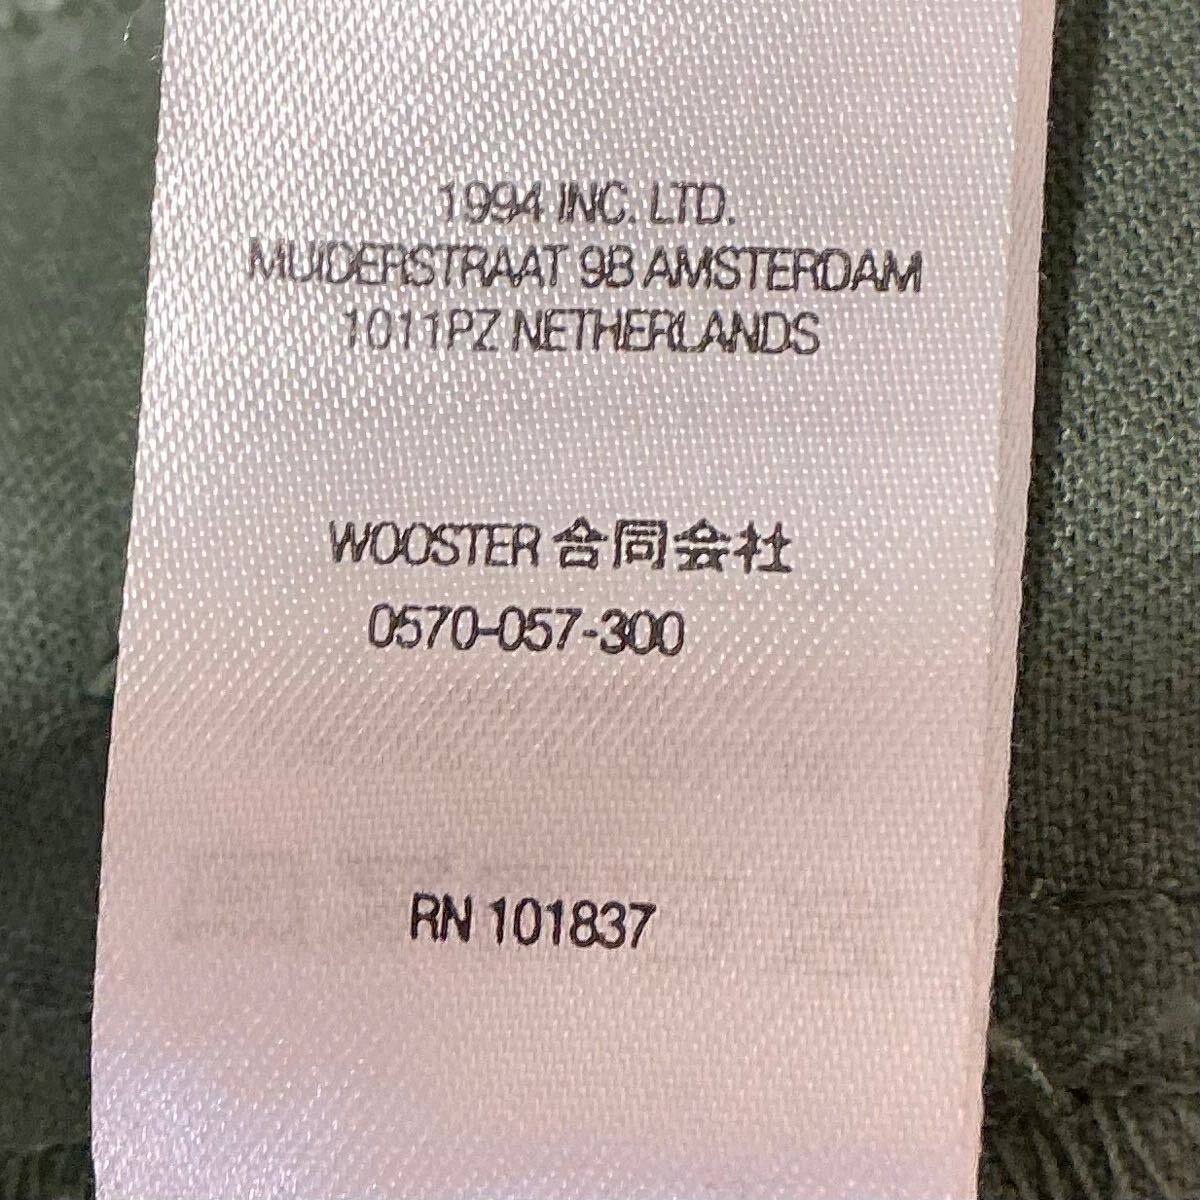 1994 INC. LTD.
MUIDERSTRAAT 9B AMSTERDAM
1011PZ NETHERLANDS
WOOSTER 合同会社
0570-057-300
RN 101837